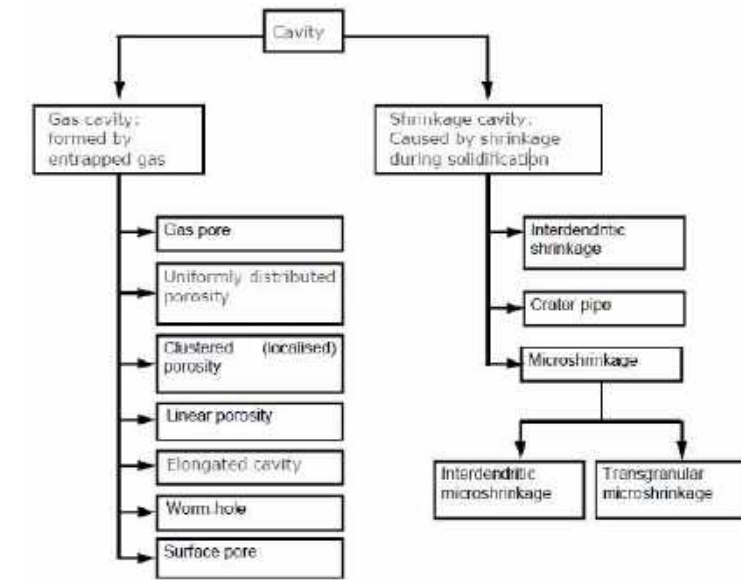 Cavity
Gas cavity:
formed by
entrapped gas
Shrinkage cavity:
Caused by shrinkage
during solidification
Gas pore
Uniformly distributed
porosity
Clustered (localised)
porosity
Linear porosity
Elongated cavity
Worm hole
Surface pore
Interdendritic
shrinkage
Crator pipe
Microshrinkage
Interdendritic
microshrinkage
Transgranular
microshrinkage